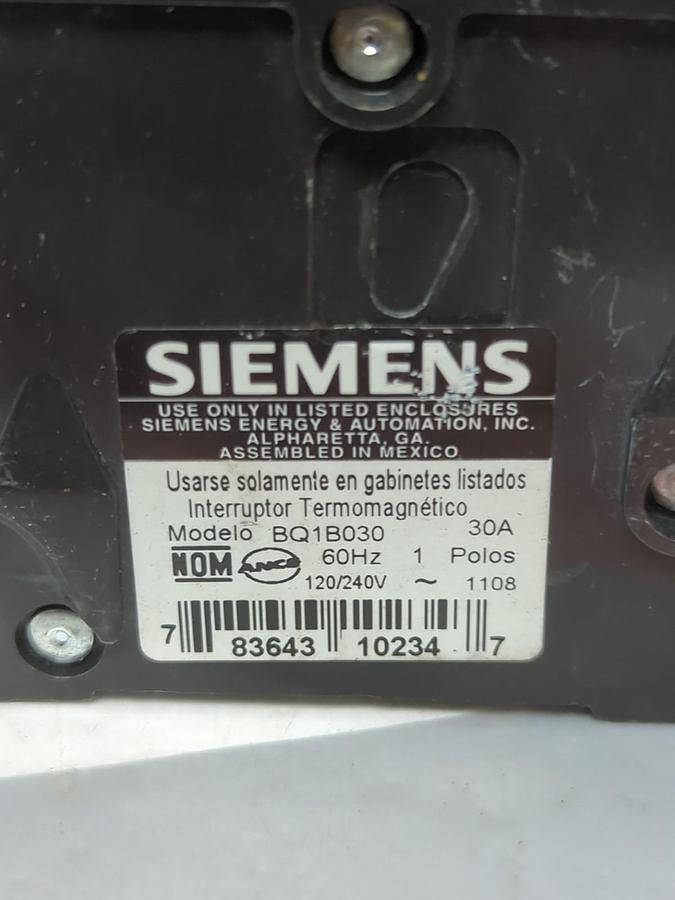 SIEMENS
USE ONLY IN LISTED ENCLOSURES
SIEMENS ENERGY & AUTOMATION, INC.
ALPHARETTA, GA.
ASSEMBLED IN MEXICO
Usarse solamente en gabinetes listados
Interruptor Termomagnético
Modelo BQ1B030 30A
NOM ANCE 60Hz 1 Polos
120/240V ~ 1108
7 83643 10234 7